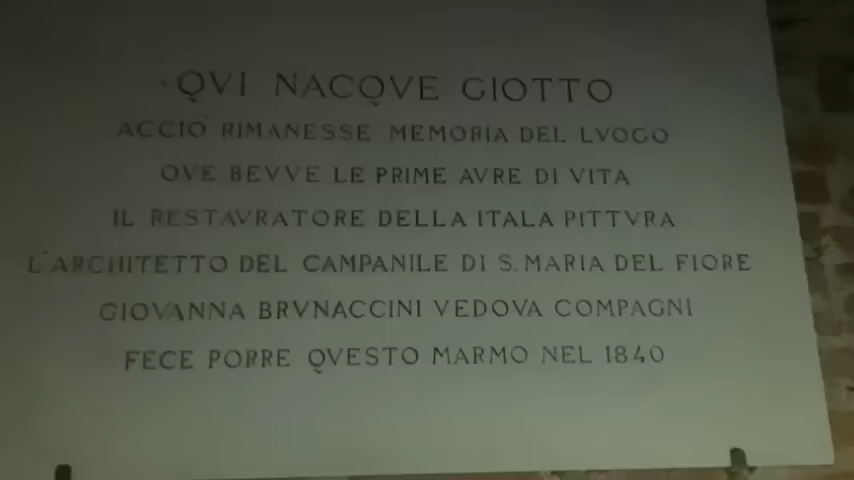 ·QVI NACQVE GIOTTO
ACCIO' RIMANESSE MEMORIA DEL LVOGO
OVE BEVVE LE PRIME AVRE DI VITA
IL RESTAVRATORE DELLA ITALA PITTVRA
L'ARCHITETTO DEL CAMPANILE DI S. MARIA DEL FIORE
GIOVANNA BRVNACCINI VEDOVA COMPAGNI
FECE PORRE QVESTO MARMO NEL 1840